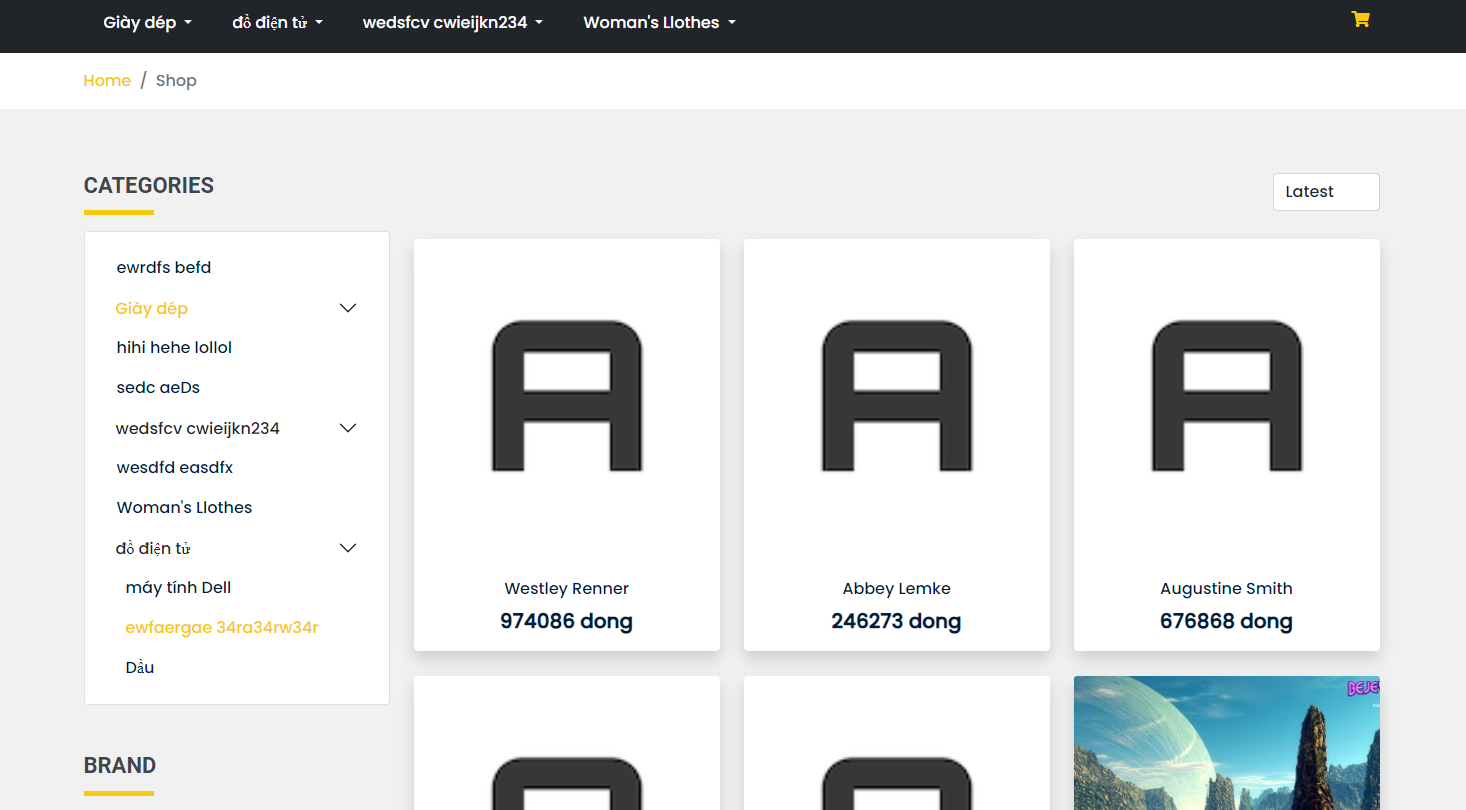 Giày dép
đồ điện tử
wedsfcv cwieijkn234
Woman's Llothes
Home / Shop
CATEGORIES
Latest
ewrdfs befd
Giày dép
hihi hehe lollol
sedc aeDs
wedsfcv cwieijkn234
wesdfd easdfx
Woman's Llothes
đồ điện tử
máy tính Dell
ewfaergae 34ra34rw34r
Dầu
BRAND
A
A
A
Westley Renner
974086 dong
Abbey Lemke
246273 dong
Augustine Smith
676868 dong
A
A